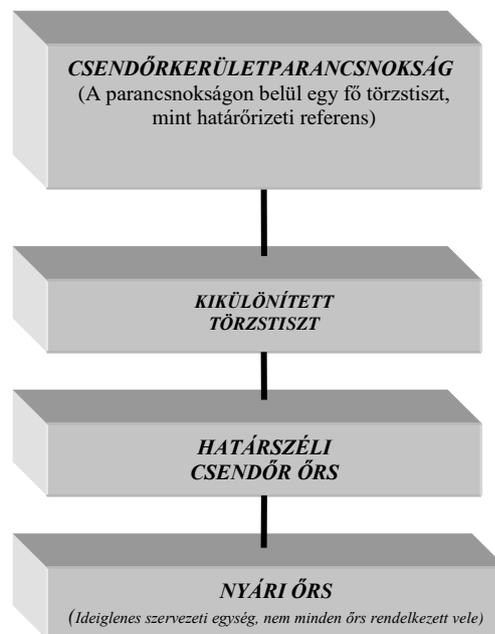 CSENDŐRKERÜLETPARANCSNOKSÁG
(A parancsnokságon belül egy fő törzstiszt,
mint határőrizeti referens)
KIKÜLÖNÍTETT
TÖRZSTISZT
HATÁRSZÉLI
CSENDŐR ŐRS
NYÁRI ŐRS
(Ideiglenes szervezeti egység, nem minden őrs rendelkezett vele)